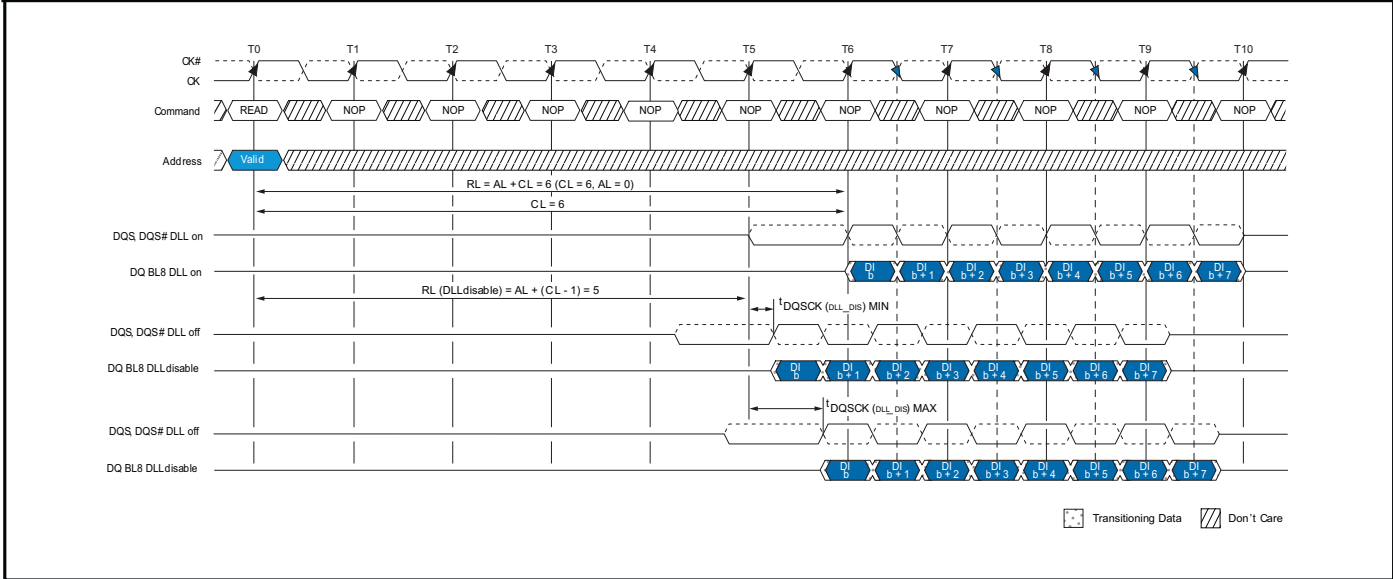 T0 T1 T2 T3 T4 T5 T6 T7 T8 T9 T10
CK#
CK
Command READ NOP NOP NOP NOP NOP NOP NOP NOP NOP NOP
Address Valid
RL = AL + CL = 6 (CL = 6, AL = 0)
CL = 6
DQS, DQS# DLL on
DQ BL8 DLL on DI b DI b + 1 DI b + 2 DI b + 3 DI b + 4 DI b + 5 DI b + 6 DI b + 7
RL (DLL disable) = AL + (CL - 1) = 5
tDQSCK (DLL_DIS) MIN
DQS, DQS# DLL off
DQ BL8 DLL disable DI b DI b + 1 DI b + 2 DI b + 3 DI b + 4 DI b + 5 DI b + 6 DI b + 7
tDQSCK (DLL_DIS) MAX
DQS, DQS# DLL off
DQ BL8 DLL disable DI b DI b + 1 DI b + 2 DI b + 3 DI b + 4 DI b + 5 DI b + 6 DI b + 7
Transitioning Data Don't Care